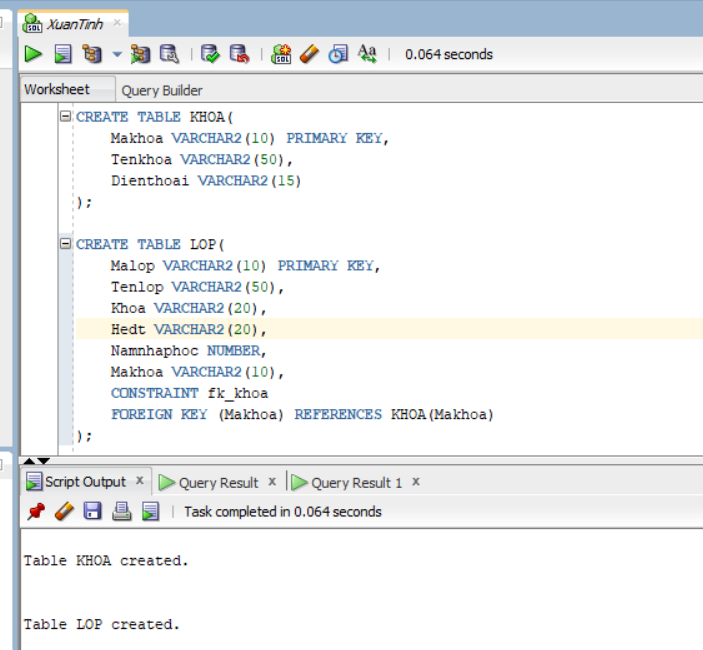 XuanTinh
0.064 seconds
Worksheet Query Builder
CREATE TABLE KHOA(
    Makhoa VARCHAR2(10) PRIMARY KEY,
    Tenkhoa VARCHAR2(50),
    Dienthoai VARCHAR2(15)
);
CREATE TABLE LOP(
    Malop VARCHAR2(10) PRIMARY KEY,
    Tenlop VARCHAR2(50),
    Khoa VARCHAR2(20),
    Hedt VARCHAR2(20),
    Namnhaphoc NUMBER,
    Makhoa VARCHAR2(10),
    CONSTRAINT fk_khoa
    FOREIGN KEY (Makhoa) REFERENCES KHOA(Makhoa)
);
Script Output x Query Result x Query Result 1 x
Task completed in 0.064 seconds
Table KHOA created.
Table LOP created.